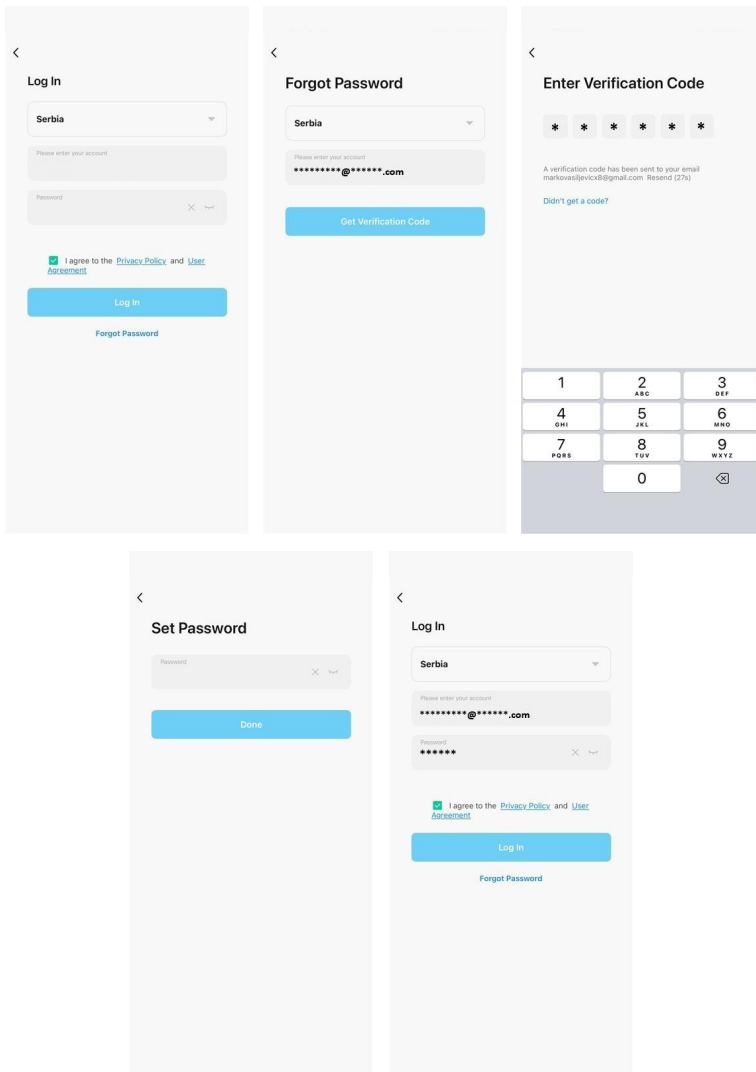 Log In
Serbia
Please enter your account
Password
I agree to the Privacy Policy and User
Agreement
Log In
Forgot Password
Forgot Password
Serbia
Please enter your account
*********@******.com
Get Verification Code
Enter Verification Code
* * * * * *
A verification code has been sent to your email
markovasiljevicx8@gmail.com Resend (27s)
Didn't get a code?
1 2 3
ABC DEF
4 5 6
GHI JKL MNO
7 8 9
PQRS TUV WXYZ
0
Set Password
Password
Done
Log In
Serbia
Please enter your account
*********@******.com
Password
******
I agree to the Privacy Policy and User
Agreement
Log In
Forgot Password